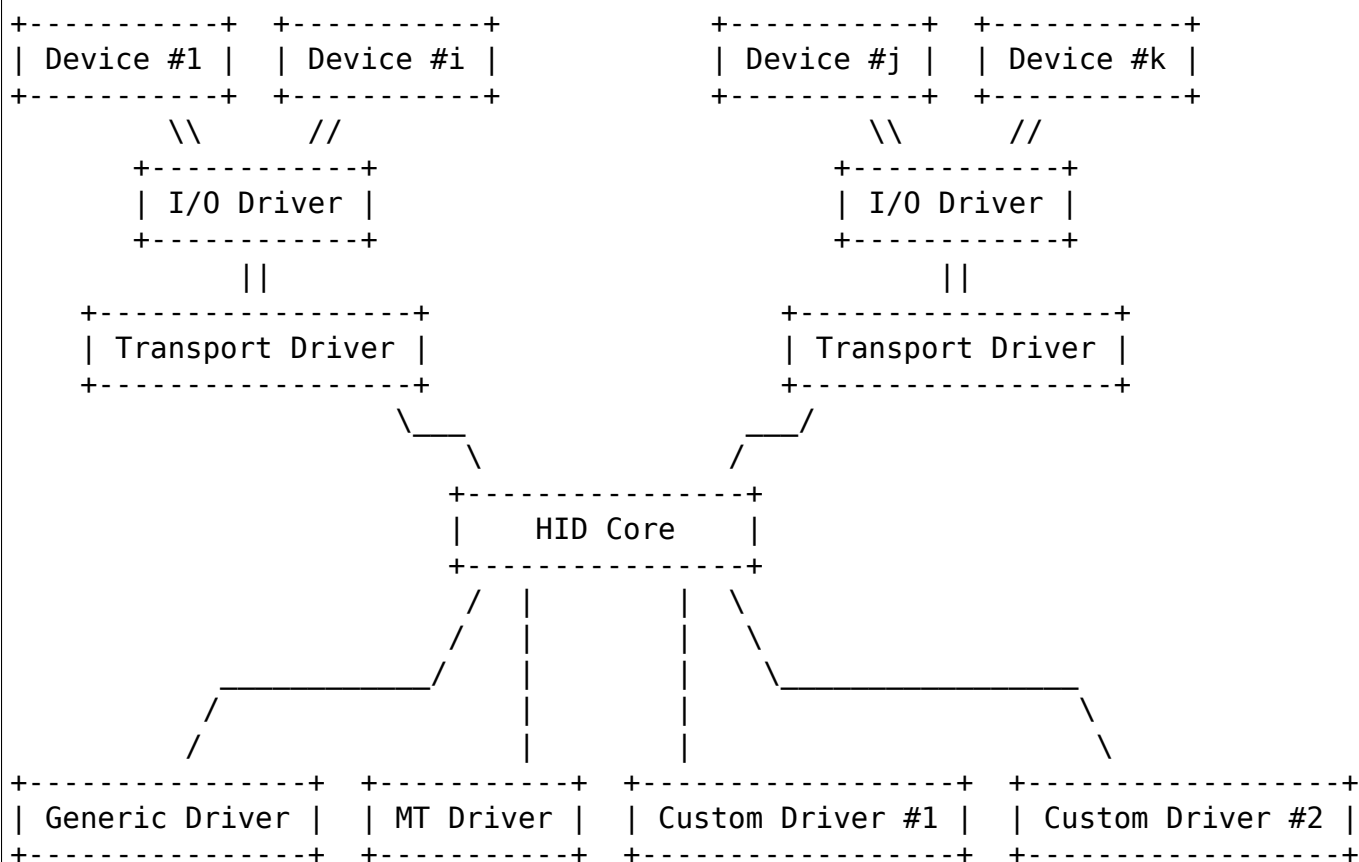 Device #1 Device #i Device #j Device #k
I/O Driver I/O Driver
Transport Driver Transport Driver
HID Core
Generic Driver MT Driver Custom Driver #1 Custom Driver #2